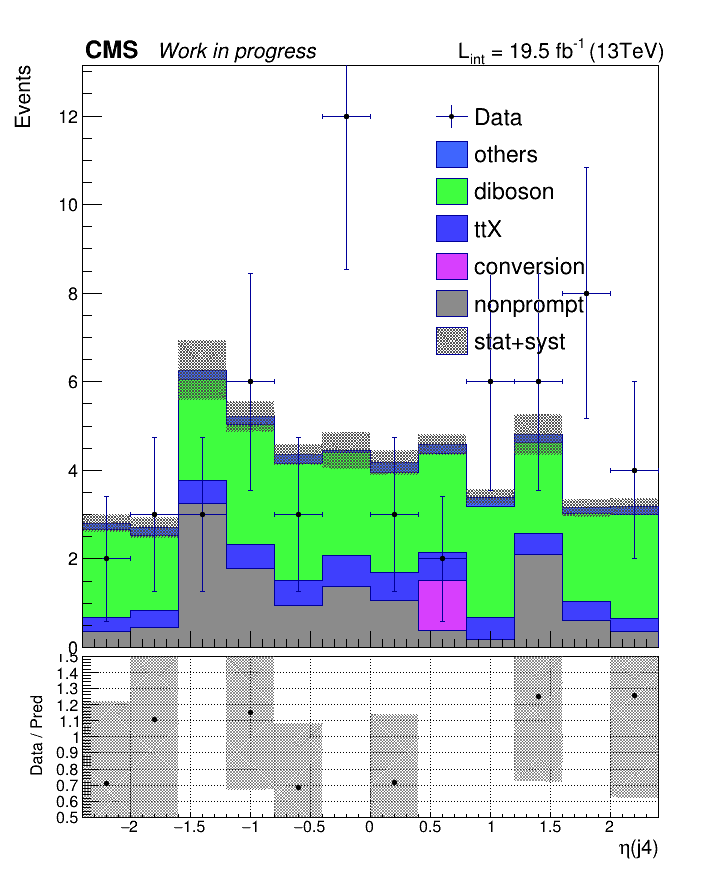 CMS Work in progress L_int = 19.5 fb^-1 (13TeV)
Events
12
10
8
6
4
2
0
Data
others
diboson
ttX
conversion
nonprompt
stat+syst
Data / Pred
1.5
1.4
1.3
1.2
1.1
1
0.9
0.8
0.7
0.6
0.5
−2 −1.5 −1 −0.5 0 0.5 1 1.5 2
η(j4)